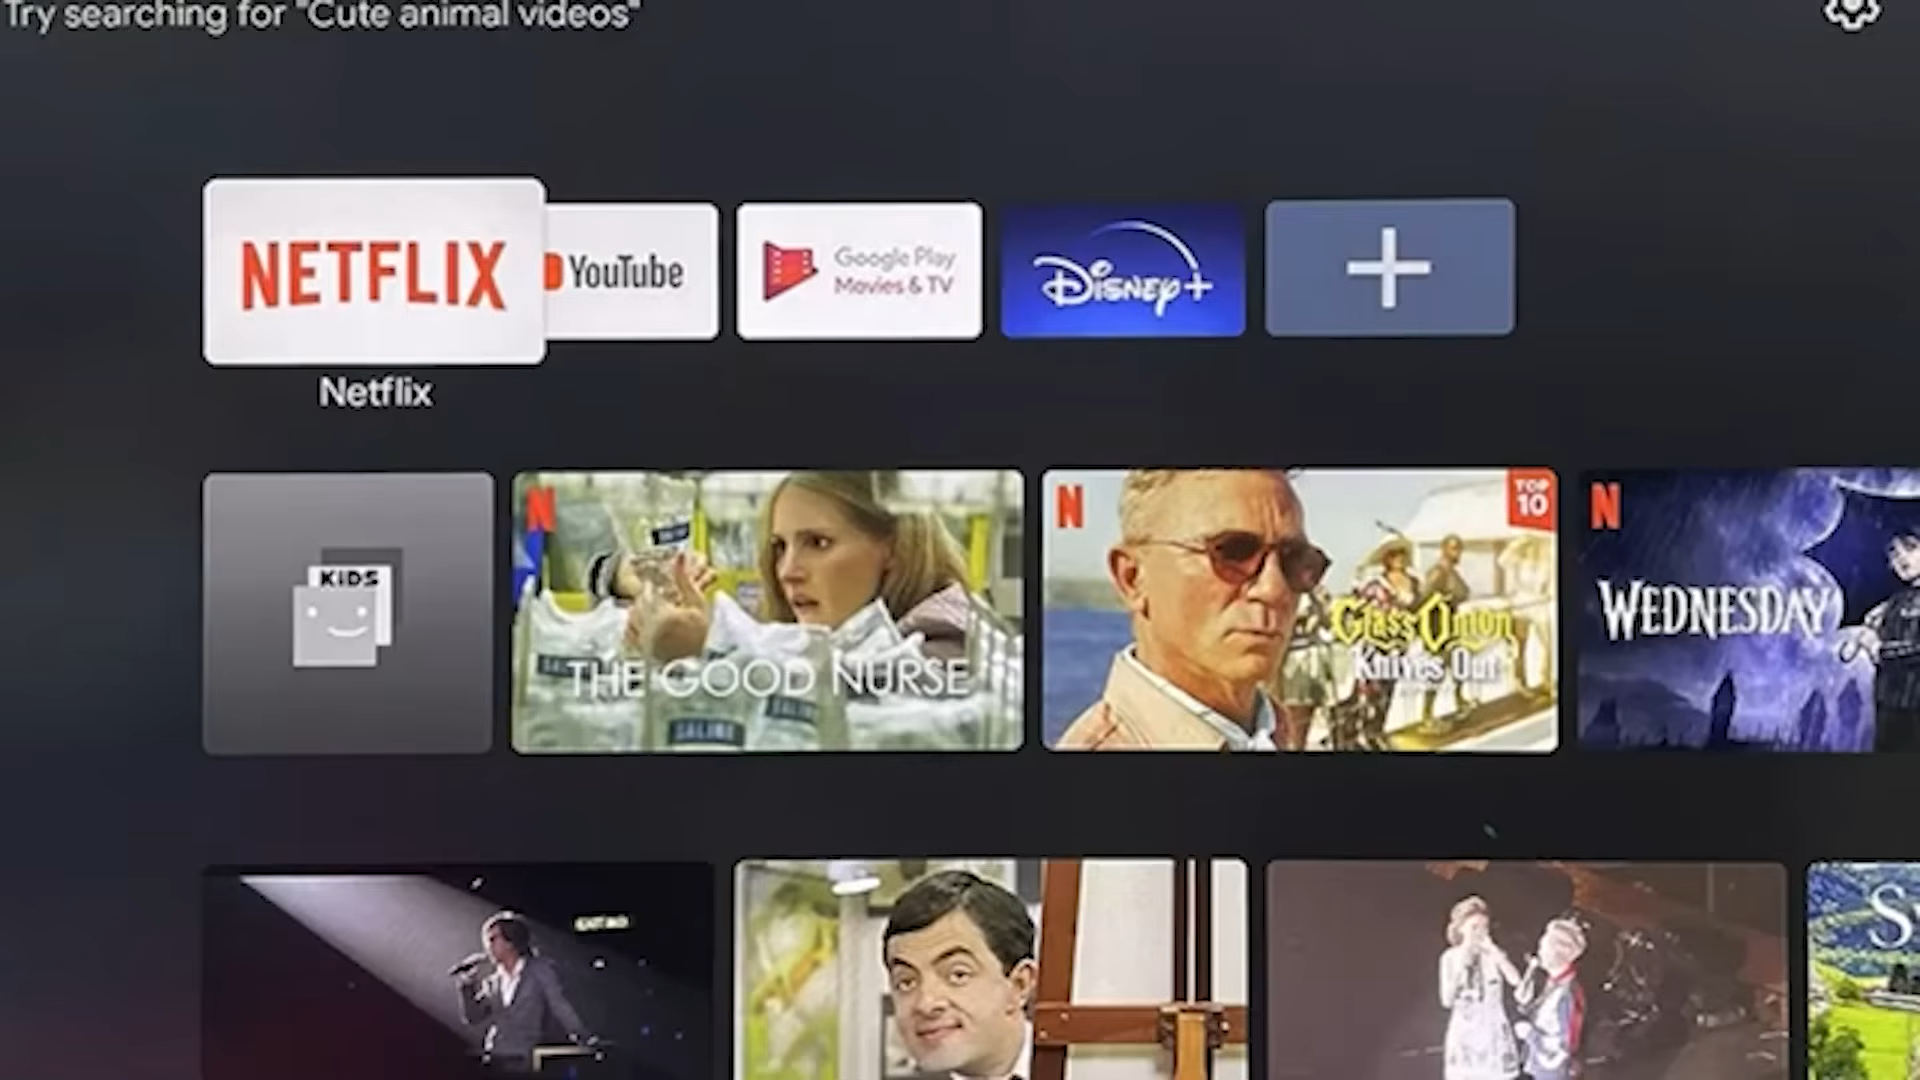 Try searching for "Cute animal videos"
NETFLIX
YouTube
Google Play
Movies & TV
Disney+
Netflix
N
KIDS
THE GOOD NURSE
SALINE
N
TOP
10
Glass Onion
Knives Out
N
WEDNESDAY